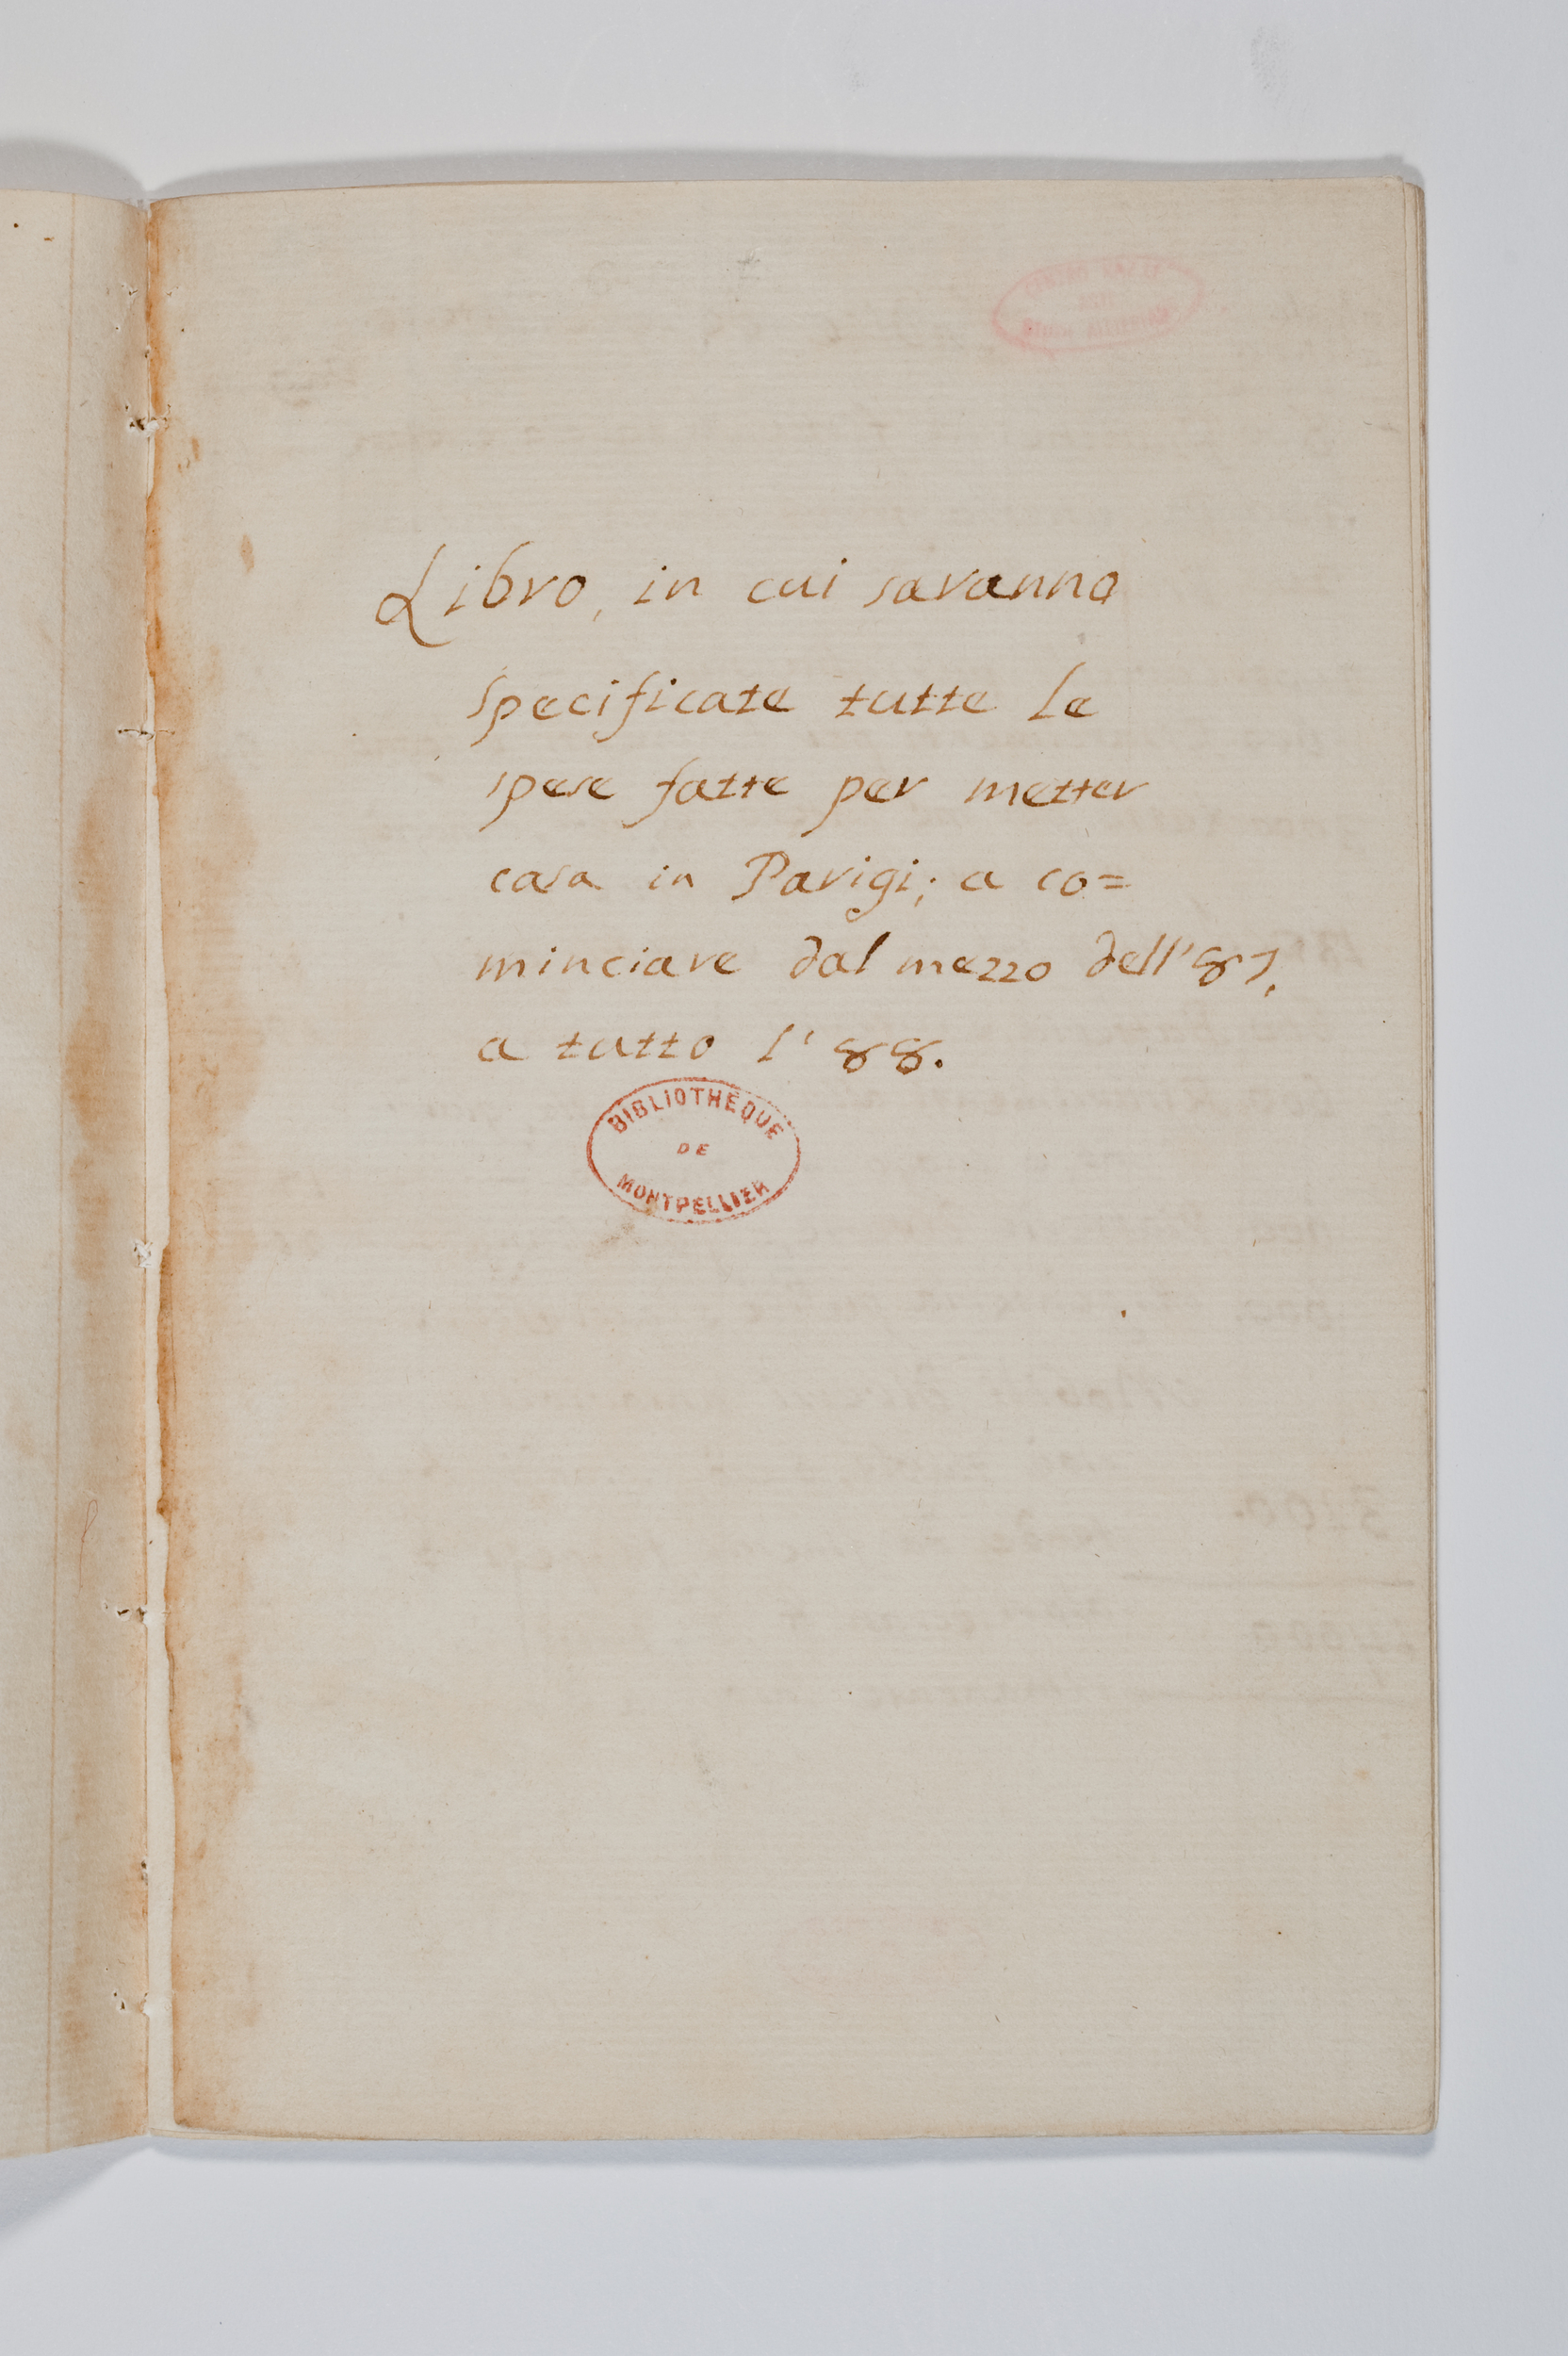 Libro, in cui saranno
specificate tutte le
spese fatte per metter
casa in Parigi; a co=
minciare dal mezzo dell'87,
a tutto l'88.
BIBLIOTHÈQUE
DE
MONTPELLIER